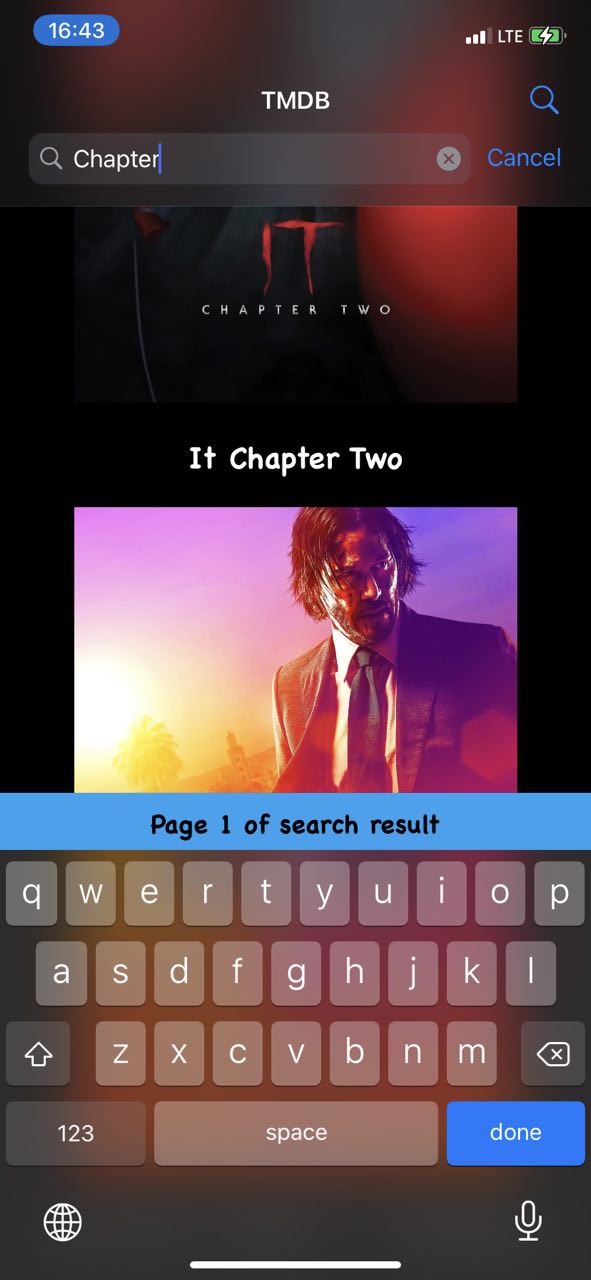 16:43
LTE
TMDB
Chapter
Cancel
IT
CHAPTER TWO
It Chapter Two
Page 1 of search result
q w e r t y u i o p
a s d f g h j k l
z x c v b n m
123 space done